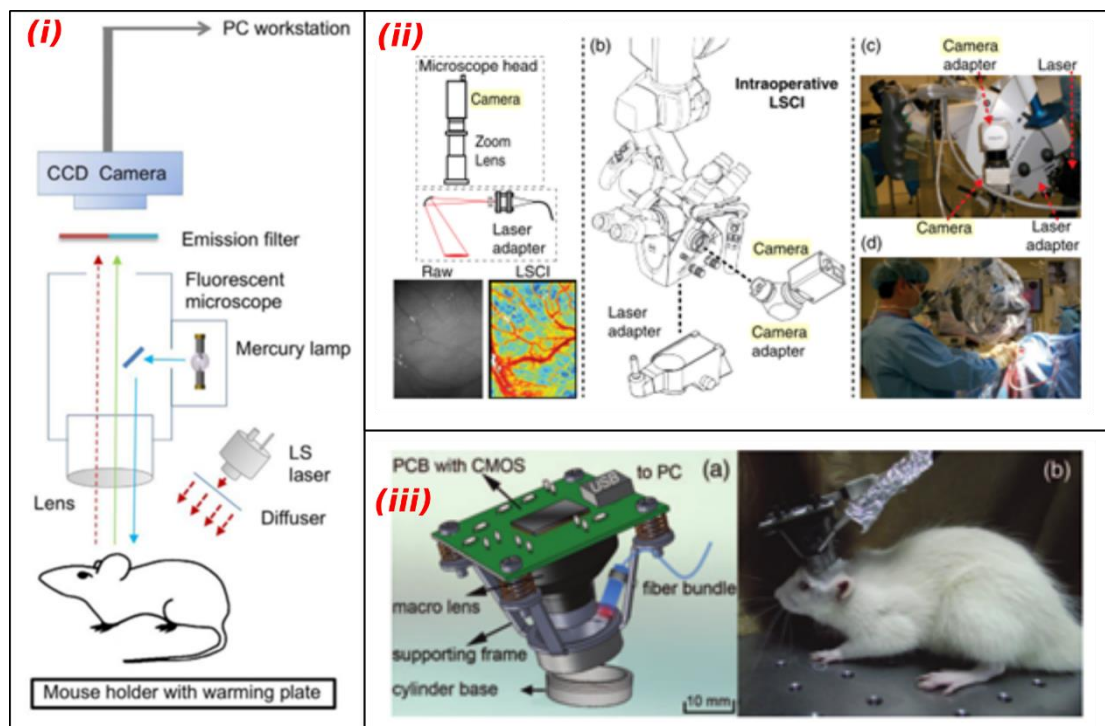 (i)
PC workstation
CCD Camera
Emission filter
Fluorescent
microscope
Mercury lamp
LS
laser
Lens
Diffuser
Mouse holder with warming plate
(ii)
Microscope head
Camera
Zoom
Lens
Laser
adapter
Raw
LSCI
(b)
Intraoperative
LSCI
Camera
Laser
adapter
Camera
adapter
(c)
Camera
adapter
Laser
Camera
Laser
adapter
(d)
(iii)
PCB with CMOS
USB
to PC
(a)
macro lens
fiber bundle
supporting frame
cylinder base
10 mm
(b)